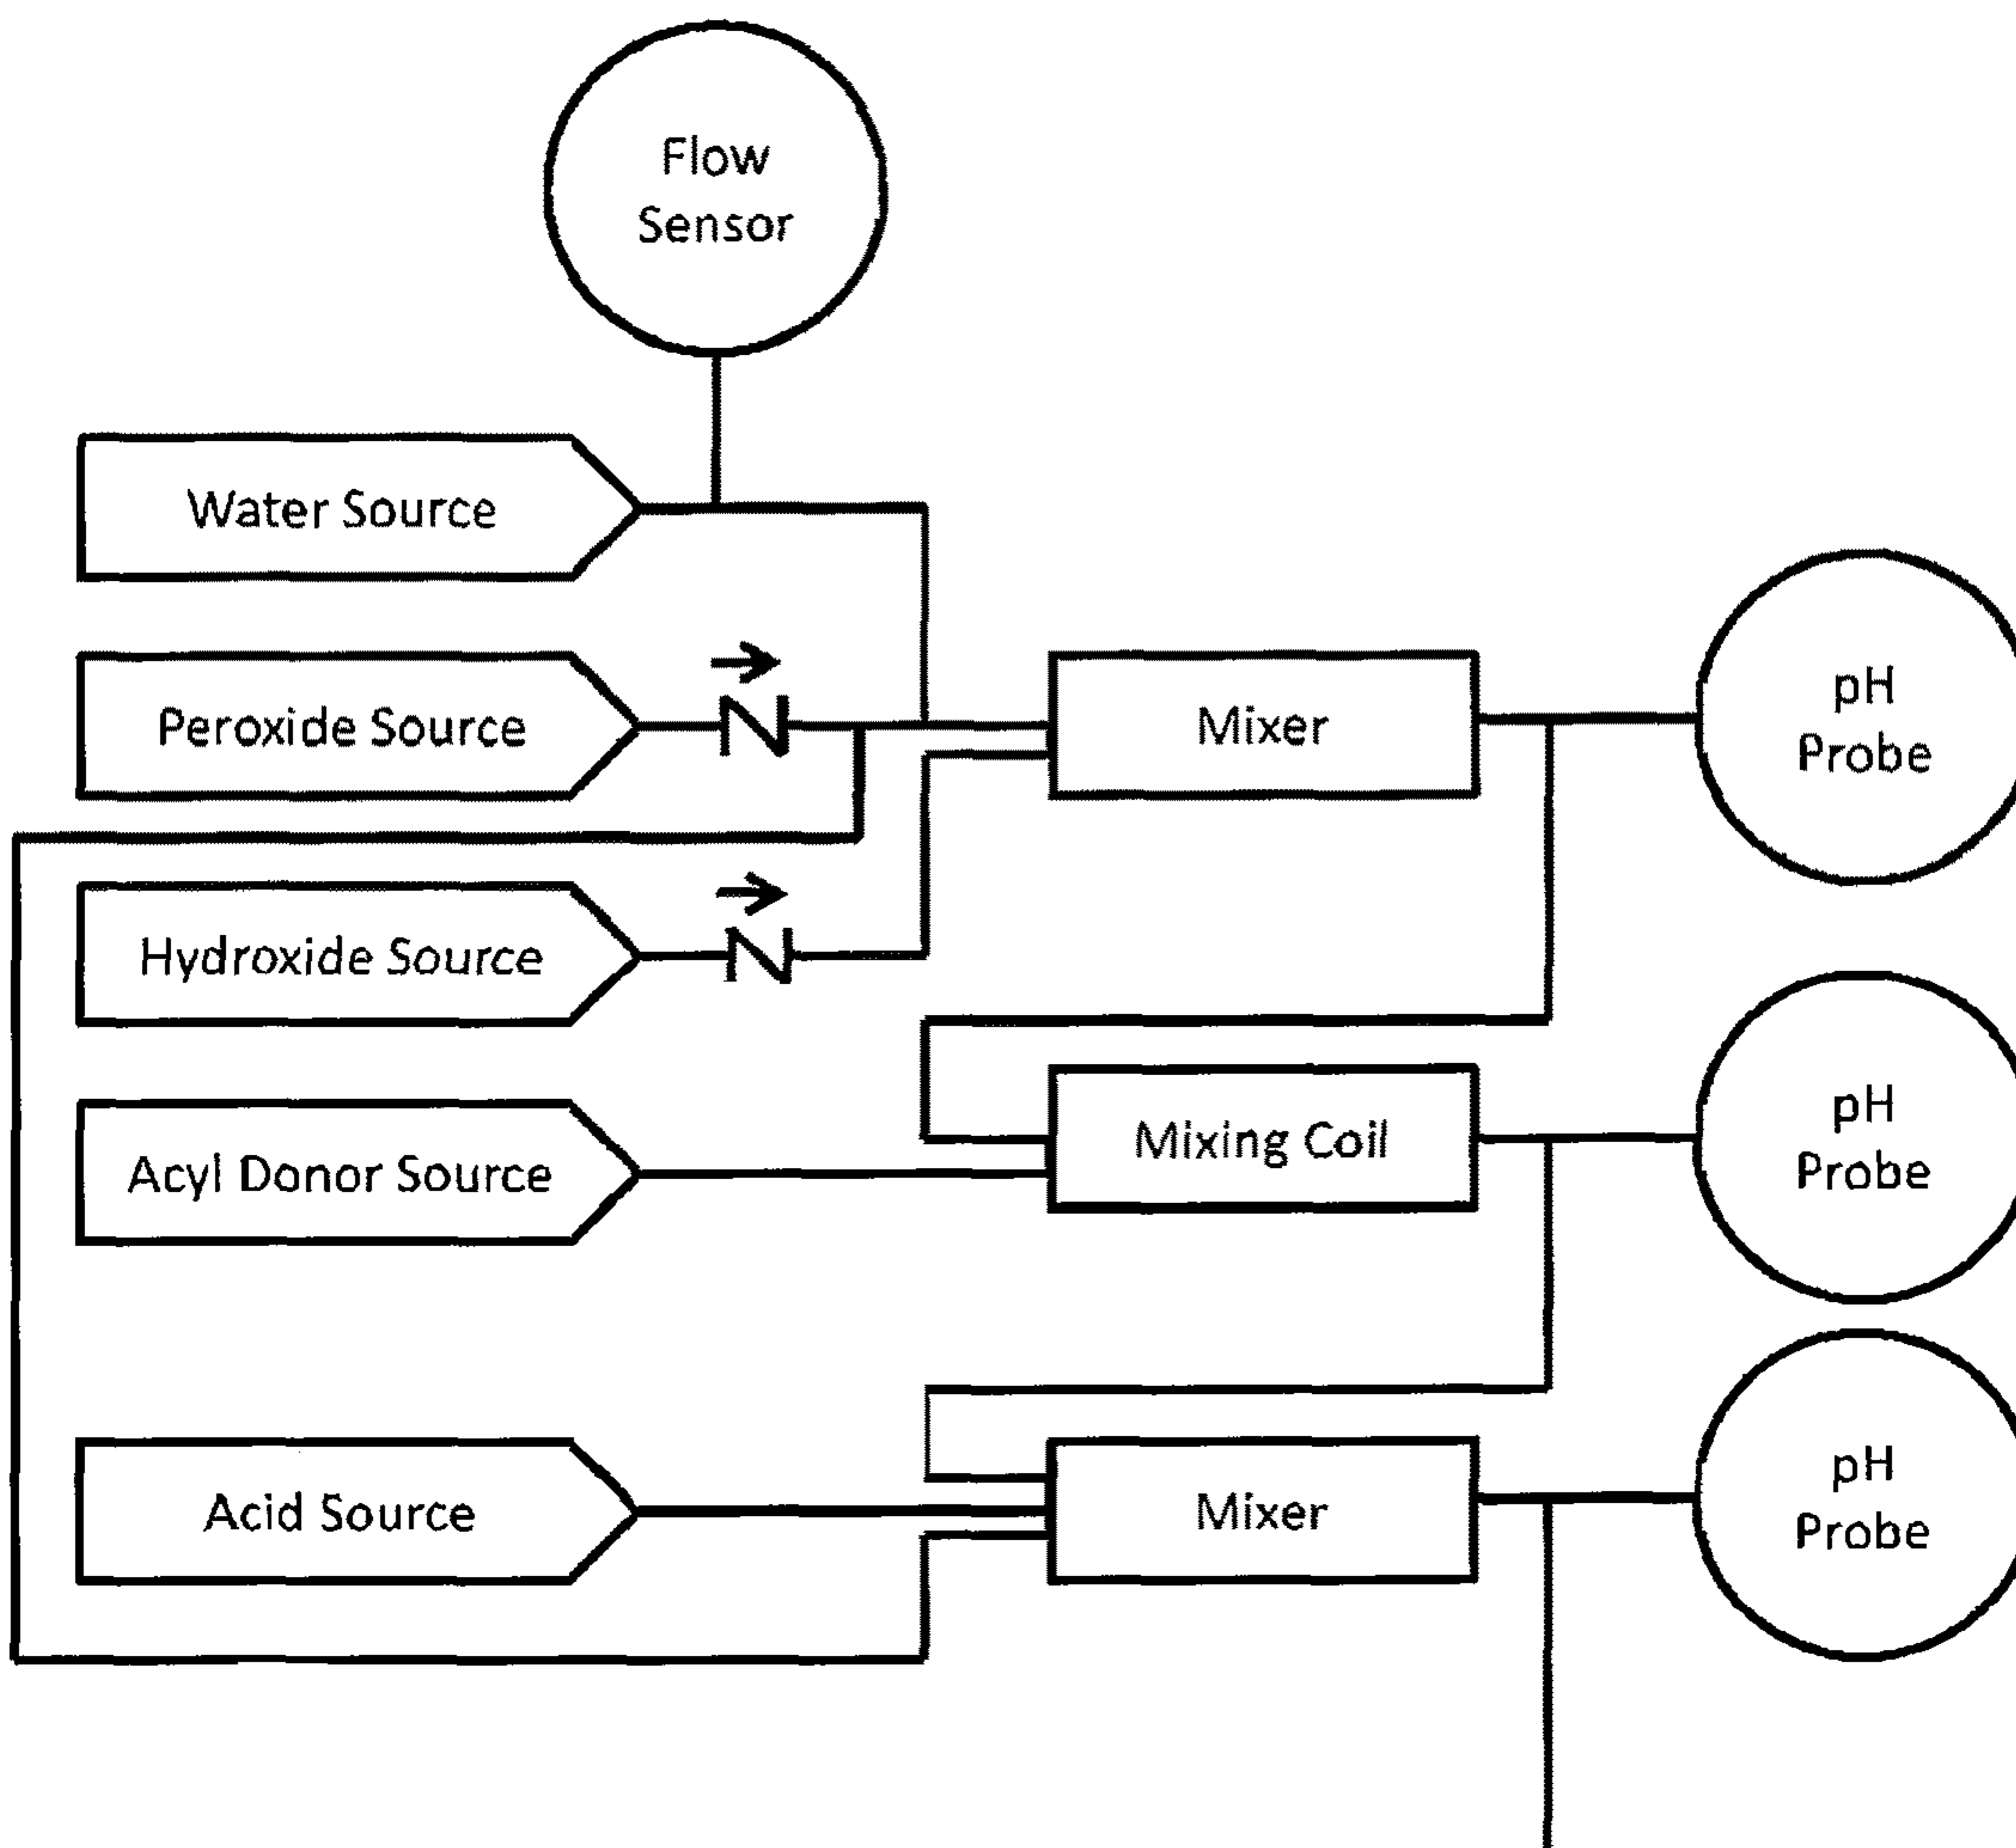 Flow
Sensor
Water Source
Peroxide Source
Mixer
pH
Probe
Hydroxide Source
Acyl Donor Source
Mixing Coil
pH
Probe
Acid Source
Mixer
pH
Probe